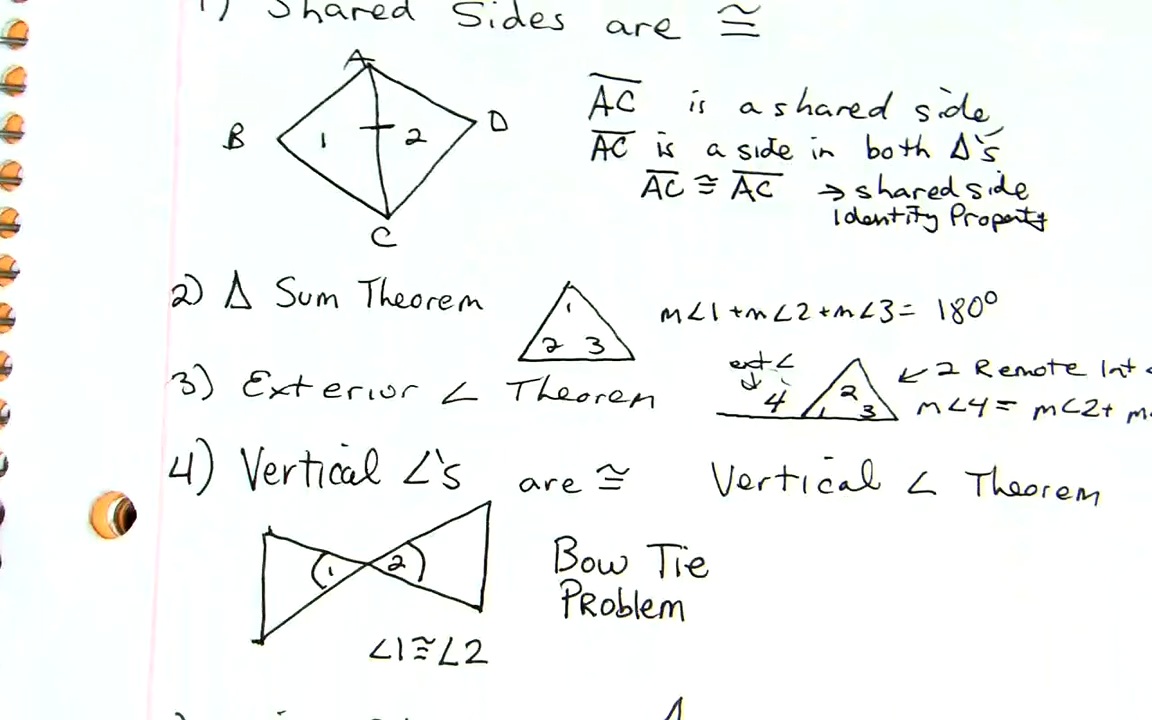 1) Shared Sides are ≅
A
B 1 2 D
C
AC is a shared side,
AC is a side in both Δ's
AC ≅ AC → shared side
Identity Property
2) Δ Sum Theorem
1
2 3
m∠1 + m∠2 + m∠3 = 180°
3) Exterior ∠ Theorem
ext ∠
4 1 2 3
← 2 Remote Int
m∠4 = m∠2 + m
4) Vertical ∠'s are ≅ Vertical ∠ Theorem
1 2
Bow Tie
Problem
∠1 ≅ ∠2